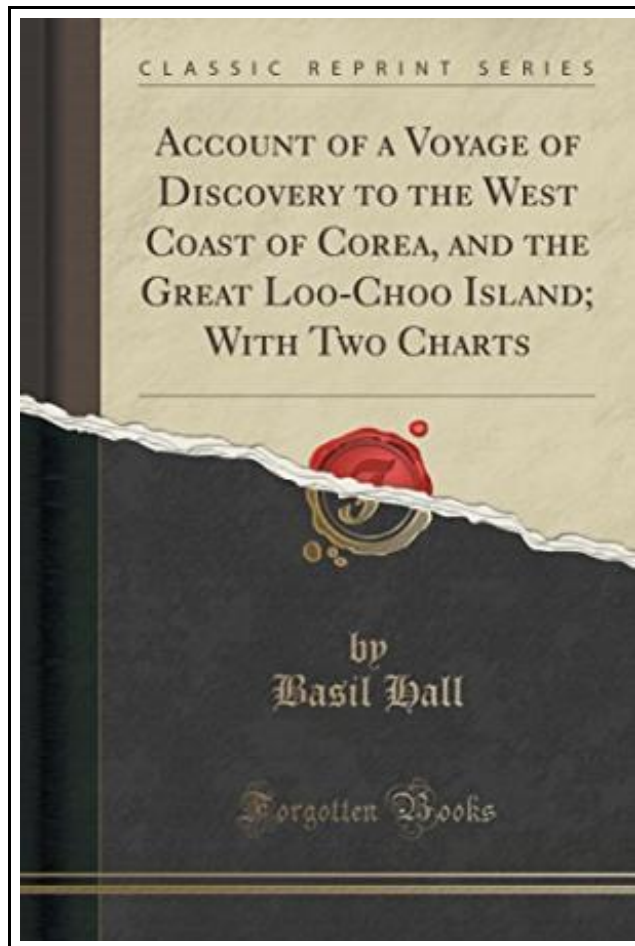 CLASSIC REPRINT SERIES
ACCOUNT OF A VOYAGE OF
DISCOVERY TO THE WEST
COAST OF COREA, AND THE
GREAT LOO-CHOO ISLAND;
WITH TWO CHARTS
by
Basil Hall
Forgotten Books